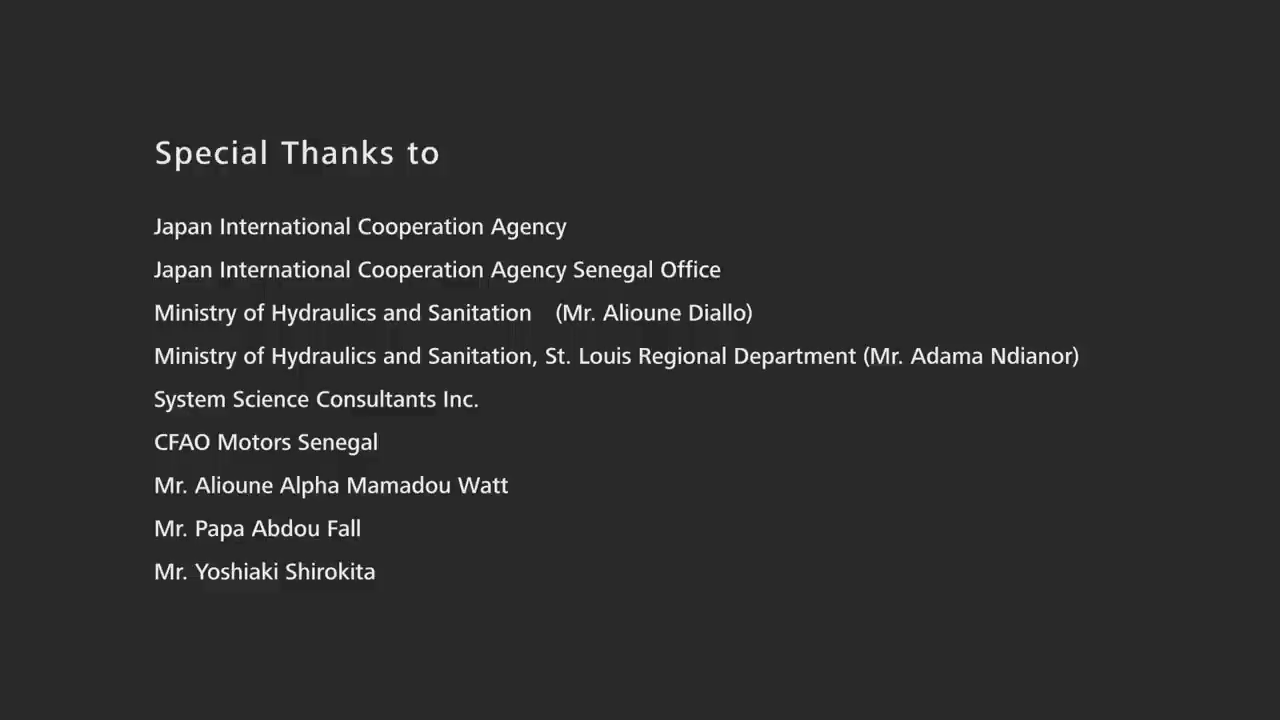 Special Thanks to
Japan International Cooperation Agency
Japan International Cooperation Agency Senegal Office
Ministry of Hydraulics and Sanitation (Mr. Alioune Diallo)
Ministry of Hydraulics and Sanitation, St. Louis Regional Department (Mr. Adama Ndianor)
System Science Consultants Inc.
CFAO Motors Senegal
Mr. Alioune Alpha Mamadou Watt
Mr. Papa Abdou Fall
Mr. Yoshiaki Shirokita